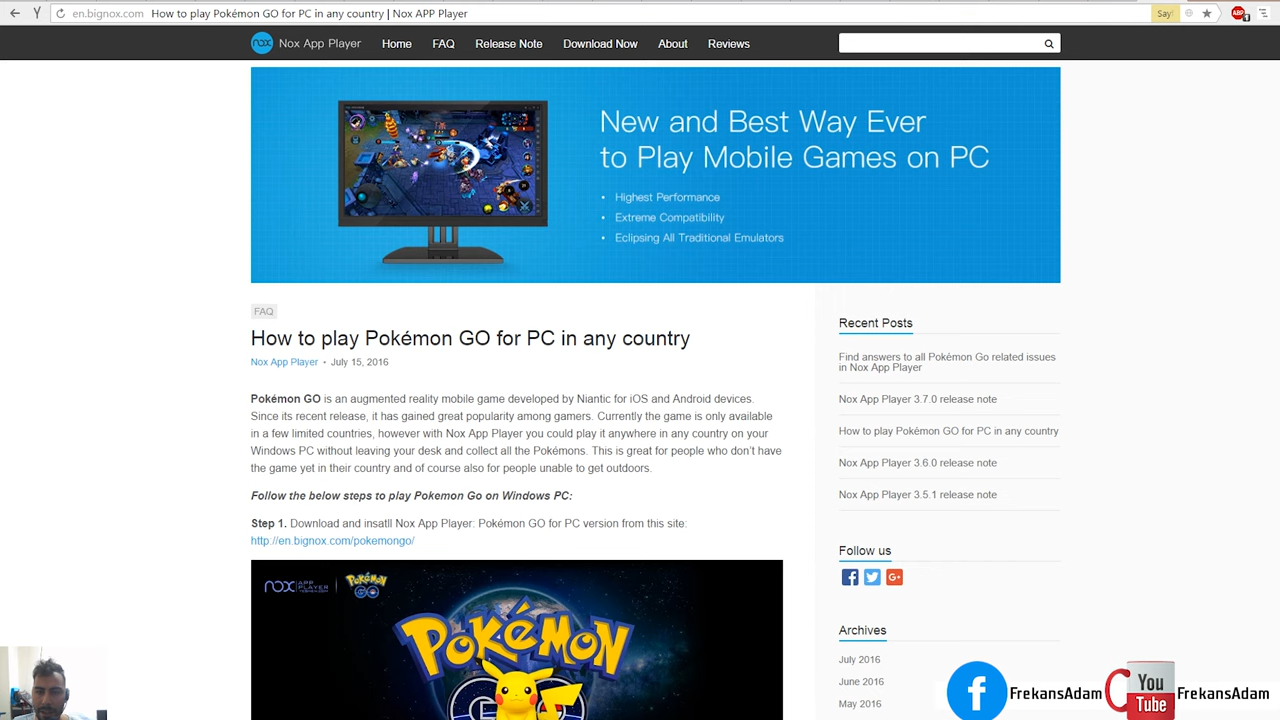 en.bignox.com How to play Pokémon GO for PC in any country | Nox APP Player
Say!
ABP
nox Nox App Player Home FAQ Release Note Download Now About Reviews
New and Best Way Ever
to Play Mobile Games on PC
• Highest Performance
• Extreme Compatibility
• Eclipsing All Traditional Emulators
FAQ
How to play Pokémon GO for PC in any country
Nox App Player • July 15, 2016
Pokémon GO is an augmented reality mobile game developed by Niantic for iOS and Android devices.
Since its recent release, it has gained great popularity among gamers. Currently the game is only available
in a few limited countries, however with Nox App Player you could play it anywhere in any country on your
Windows PC without leaving your desk and collect all the Pokémons. This is great for people who don't have
the game yet in their country and of course also for people unable to get outdoors.
Follow the below steps to play Pokemon Go on Windows PC:
Step 1. Download and insatll Nox App Player: Pokémon GO for PC version from this site:
http://en.bignox.com/pokemongo/
nox APP PLAYER
POKÉMON GO
POKÉMON
GO
Recent Posts
Find answers to all Pokémon Go related issues
in Nox App Player
Nox App Player 3.7.0 release note
How to play Pokémon GO for PC in any country
Nox App Player 3.6.0 release note
Nox App Player 3.5.1 release note
Follow us
Archives
July 2016
June 2016
May 2016
f FrekansAdam
You Tube FrekansAdam